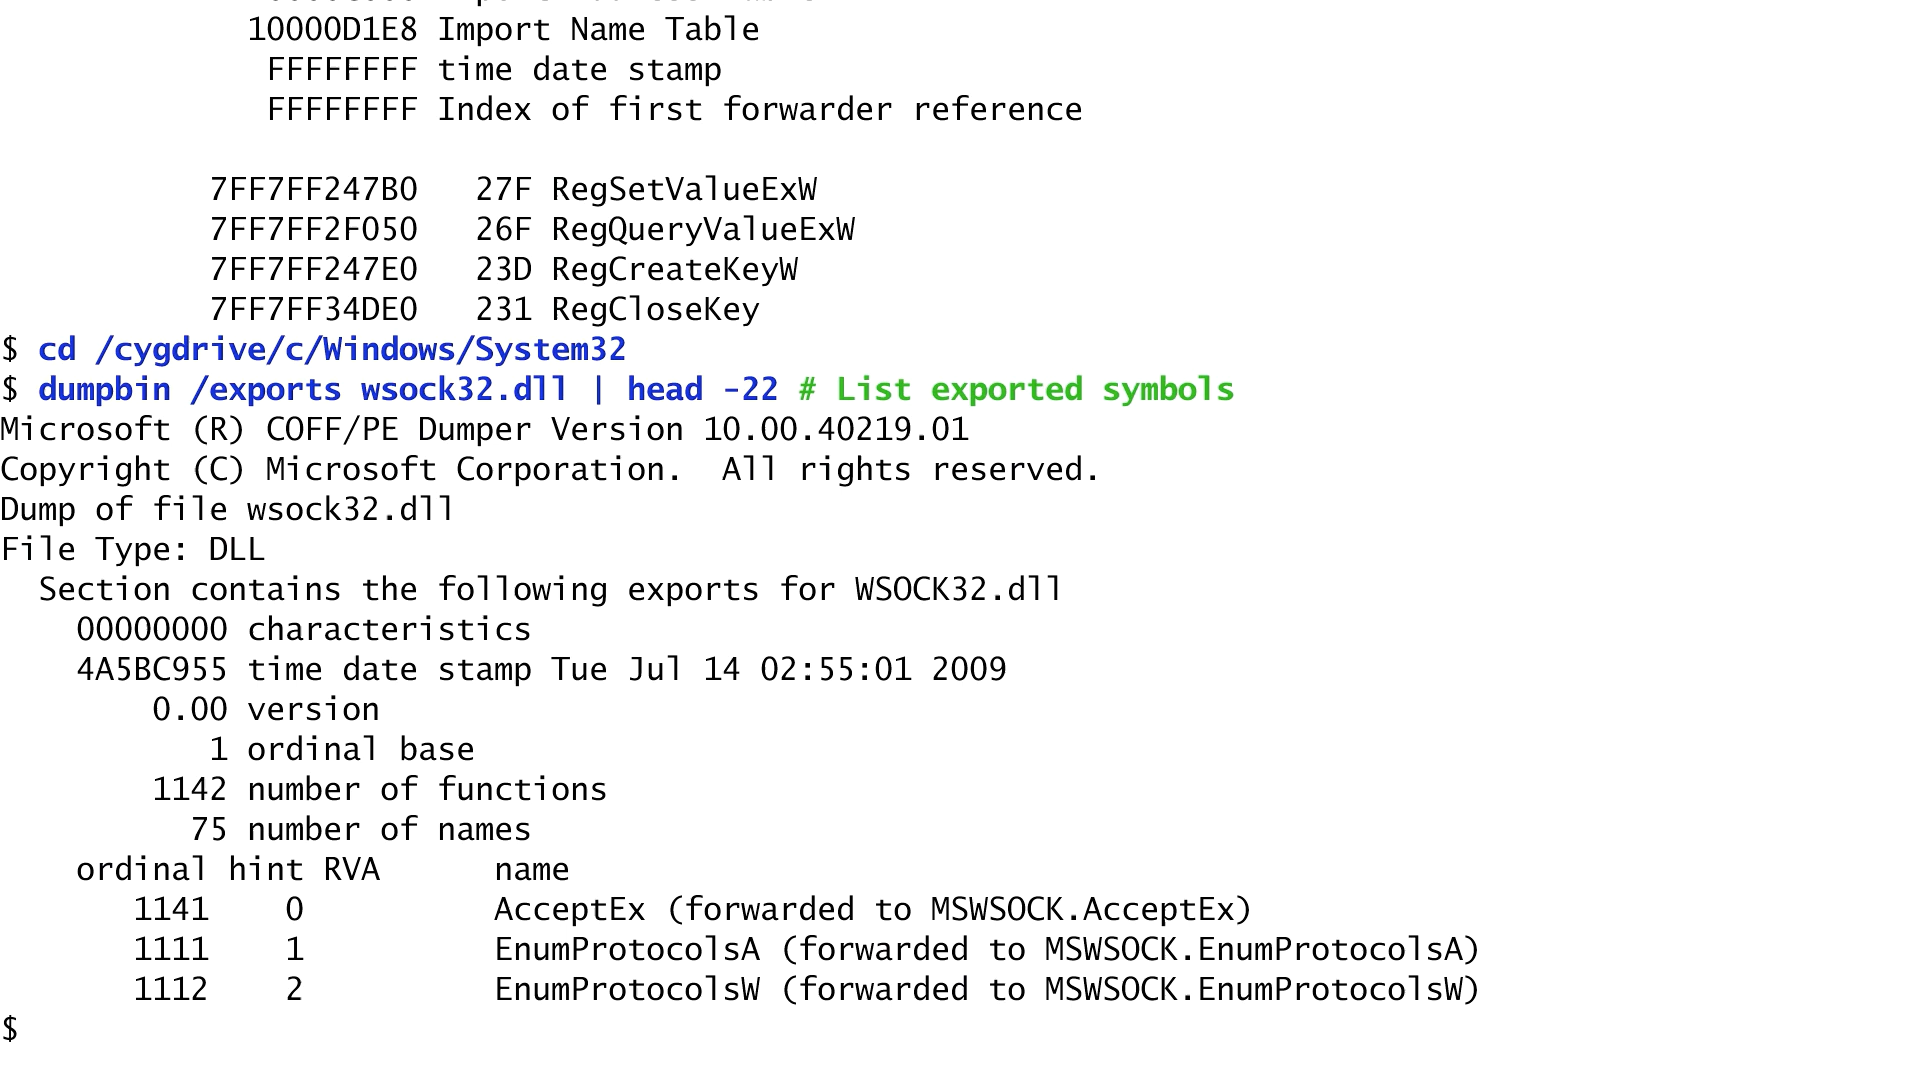 10000D1E8 Import Name Table
FFFFFFFF time date stamp
FFFFFFFF Index of first forwarder reference
7FF7FF247B0   27F RegSetValueExW
7FF7FF2F050   26F RegQueryValueExW
7FF7FF247E0   23D RegCreateKeyW
7FF7FF34DE0   231 RegCloseKey
$ cd /cygdrive/c/Windows/System32
$ dumpbin /exports wsock32.dll | head -22 # List exported symbols
Microsoft (R) COFF/PE Dumper Version 10.00.40219.01
Copyright (C) Microsoft Corporation.  All rights reserved.
Dump of file wsock32.dll
File Type: DLL
  Section contains the following exports for WSOCK32.dll
    00000000 characteristics
    4A5BC955 time date stamp Tue Jul 14 02:55:01 2009
        0.00 version
           1 ordinal base
        1142 number of functions
          75 number of names
    ordinal hint RVA      name
       1141    0          AcceptEx (forwarded to MSWSOCK.AcceptEx)
       1111    1          EnumProtocolsA (forwarded to MSWSOCK.EnumProtocolsA)
       1112    2          EnumProtocolsW (forwarded to MSWSOCK.EnumProtocolsW)
$